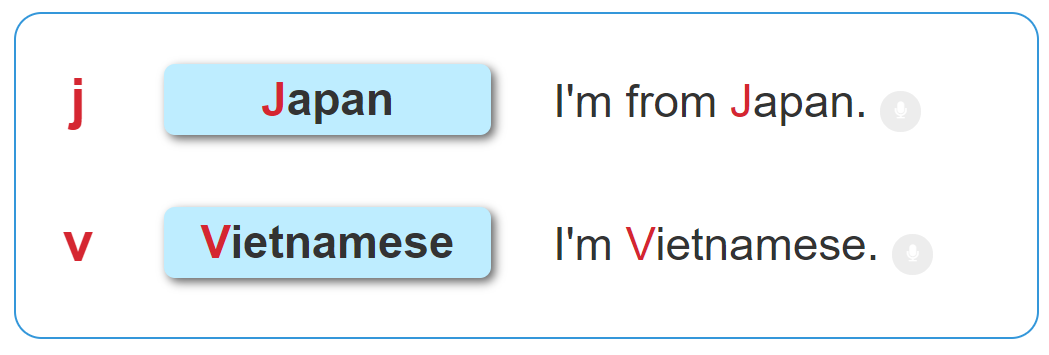 j Japan I'm from Japan.
v Vietnamese I'm Vietnamese.